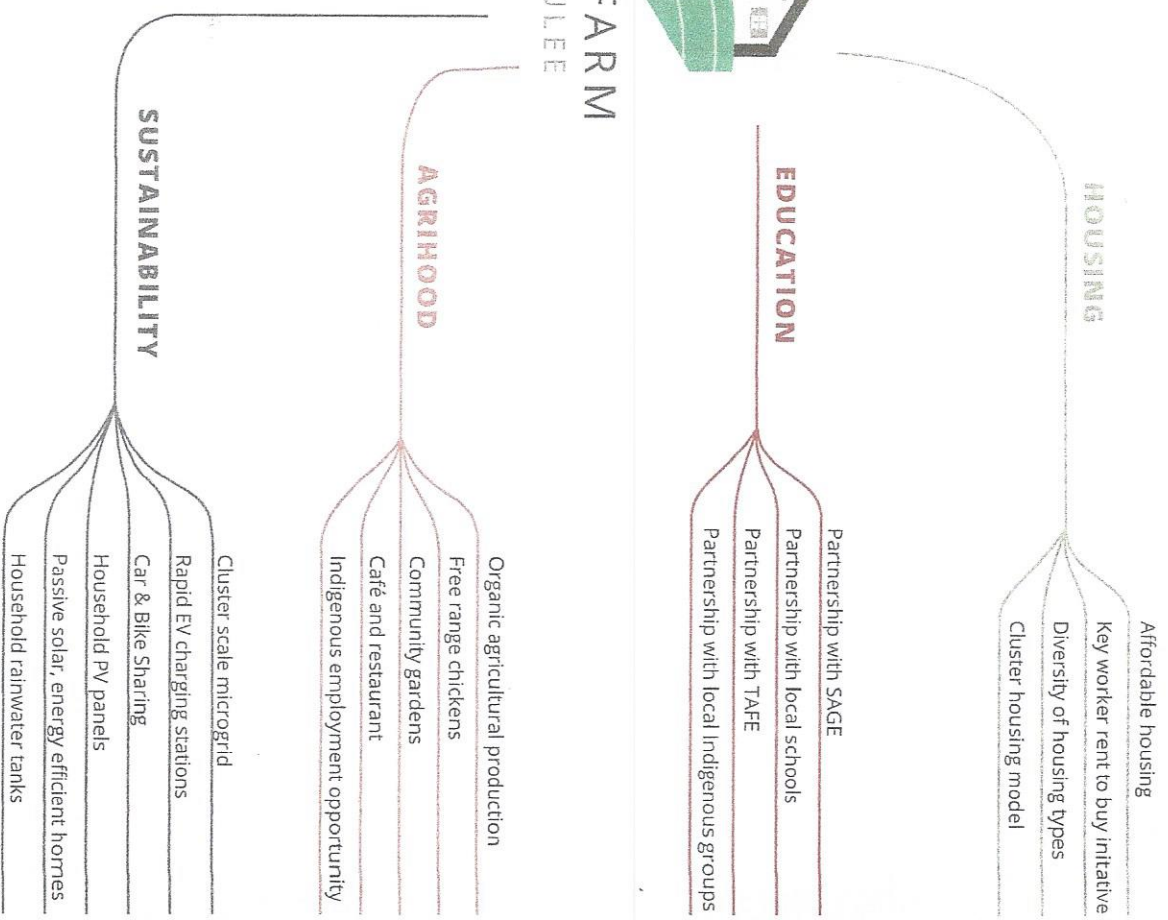 HOUSING
Affordable housing
Key worker rent to buy initative
Diversity of housing types
Cluster housing model
EDUCATION
Partnership with SAGE
Partnership with local schools
Partnership with TAFE
Partnership with local Indigenous groups
FARM
AGRIHOOD
Organic agricultural production
Free range chickens
Community gardens
Café and restaurant
Indigenous employment opportunity
SUSTAINABILITY
Cluster scale microgrid
Rapid EV charging stations
Car & Bike Sharing
Household PV panels
Passive solar, energy efficient homes
Household rainwater tanks